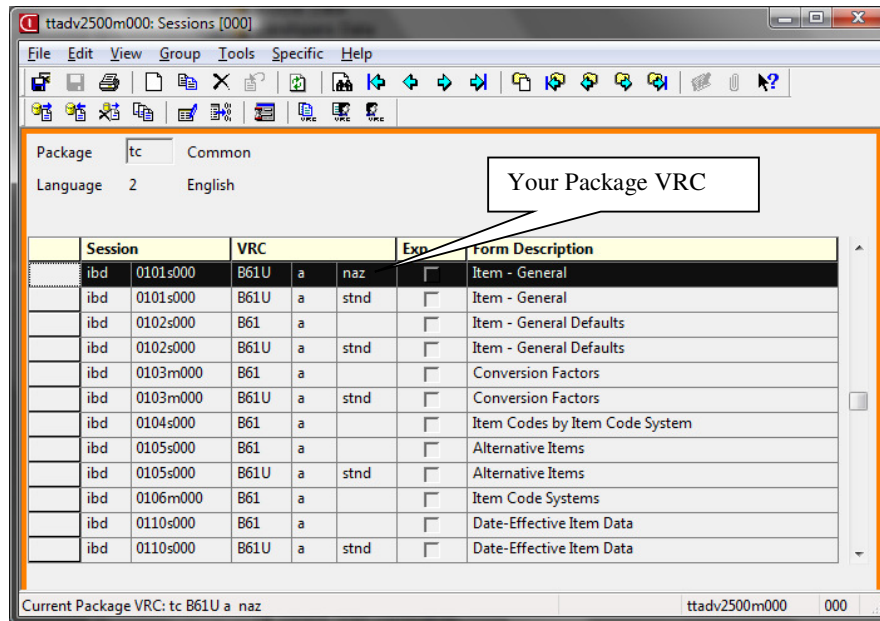 ttadv2500m000: Sessions [000]
File Edit View Group Tools Specific Help
VRC VRC VRC
Package tc Common
Language 2 English
Your Package VRC
Session VRC Exp Form Description
ibd 0101s000 B61U a naz Item - General
ibd 0101s000 B61U a stnd Item - General
ibd 0102s000 B61 a Item - General Defaults
ibd 0102s000 B61U a stnd Item - General Defaults
ibd 0103m000 B61 a Conversion Factors
ibd 0103m000 B61U a stnd Conversion Factors
ibd 0104s000 B61 a Item Codes by Item Code System
ibd 0105s000 B61 a Alternative Items
ibd 0105s000 B61U a stnd Alternative Items
ibd 0106m000 B61 a Item Code Systems
ibd 0110s000 B61 a Date-Effective Item Data
ibd 0110s000 B61U a stnd Date-Effective Item Data
Current Package VRC: tc B61U a naz ttadv2500m000 000